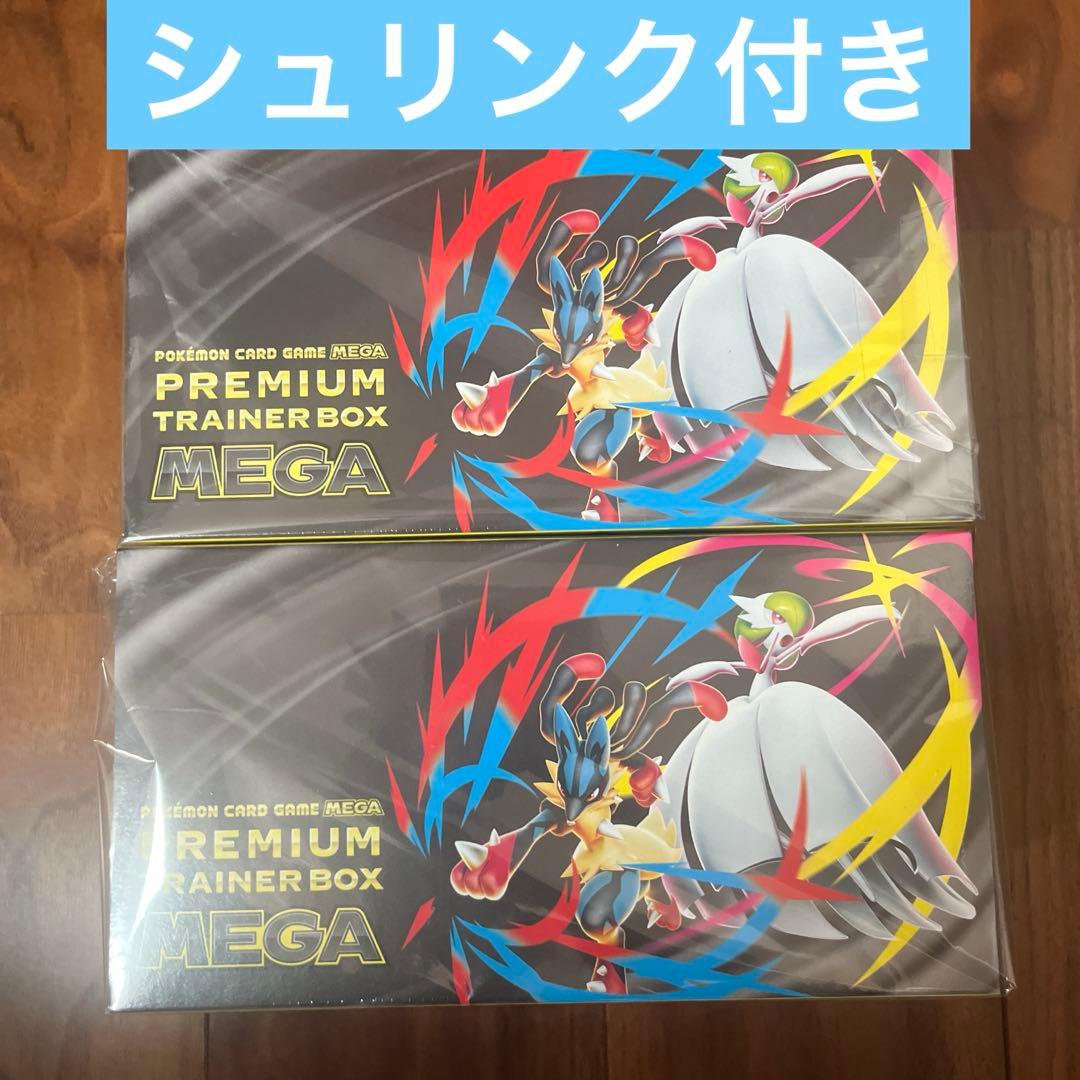 シュリンク付き
POKÉMON CARD GAME MEGA
PREMIUM
TRAINER BOX
MEGA
POKÉMON CARD GAME MEGA
PREMIUM
TRAINER BOX
MEGA